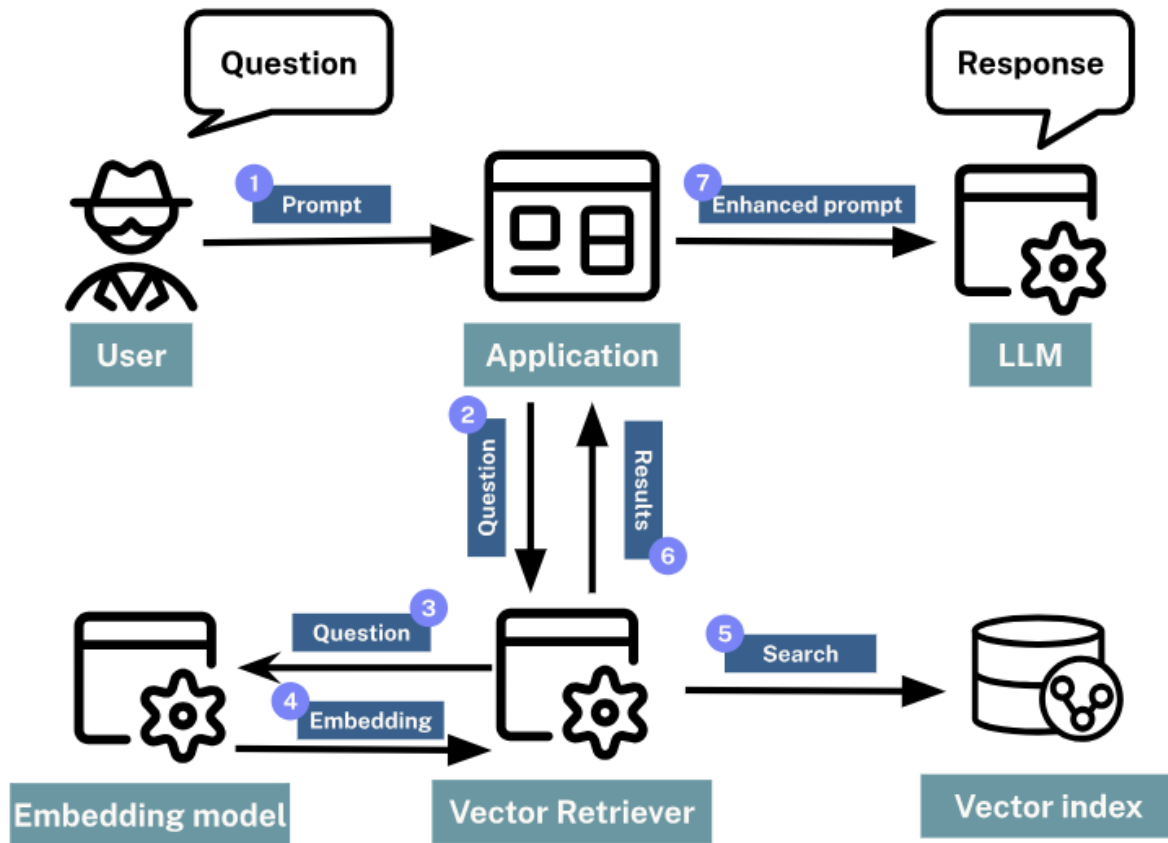 Question
Response
1
Prompt
7
Enhanced prompt
User
Application
LLM
2
Question
Results
6
3
Question
4
Embedding
5
Search
Embedding model
Vector Retriever
Vector index